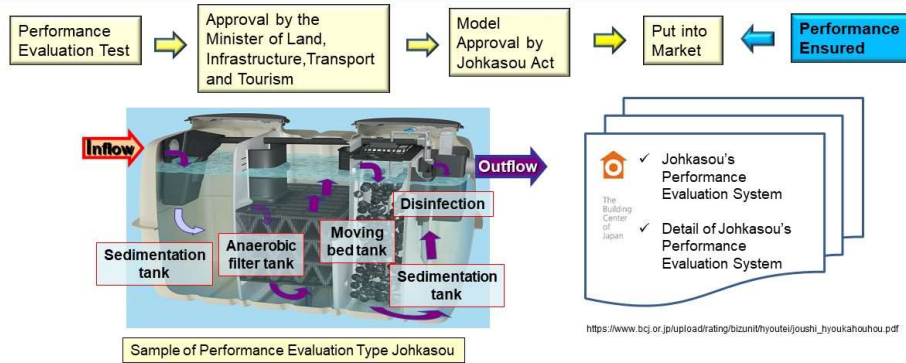 Performance
Evaluation Test
Approval by the
Minister of Land,
Infrastructure,Transport
and Tourism
Model
Approval by
Johkasou Act
Put into
Market
Performance
Ensured
Inflow
Outflow
Sedimentation
tank
Anaerobic
filter tank
Moving
bed tank
Disinfection
Sedimentation
tank
Sample of Performance Evaluation Type Johkasou
The
Building
Center
of
Japan
✓ Johkasou's
Performance
Evaluation System
✓ Detail of Johkasou's
Performance
Evaluation System
https://www.bcj.or.jp/upload/rating/bizunit/hyoutei/joushi_hyoukahouhou.pdf